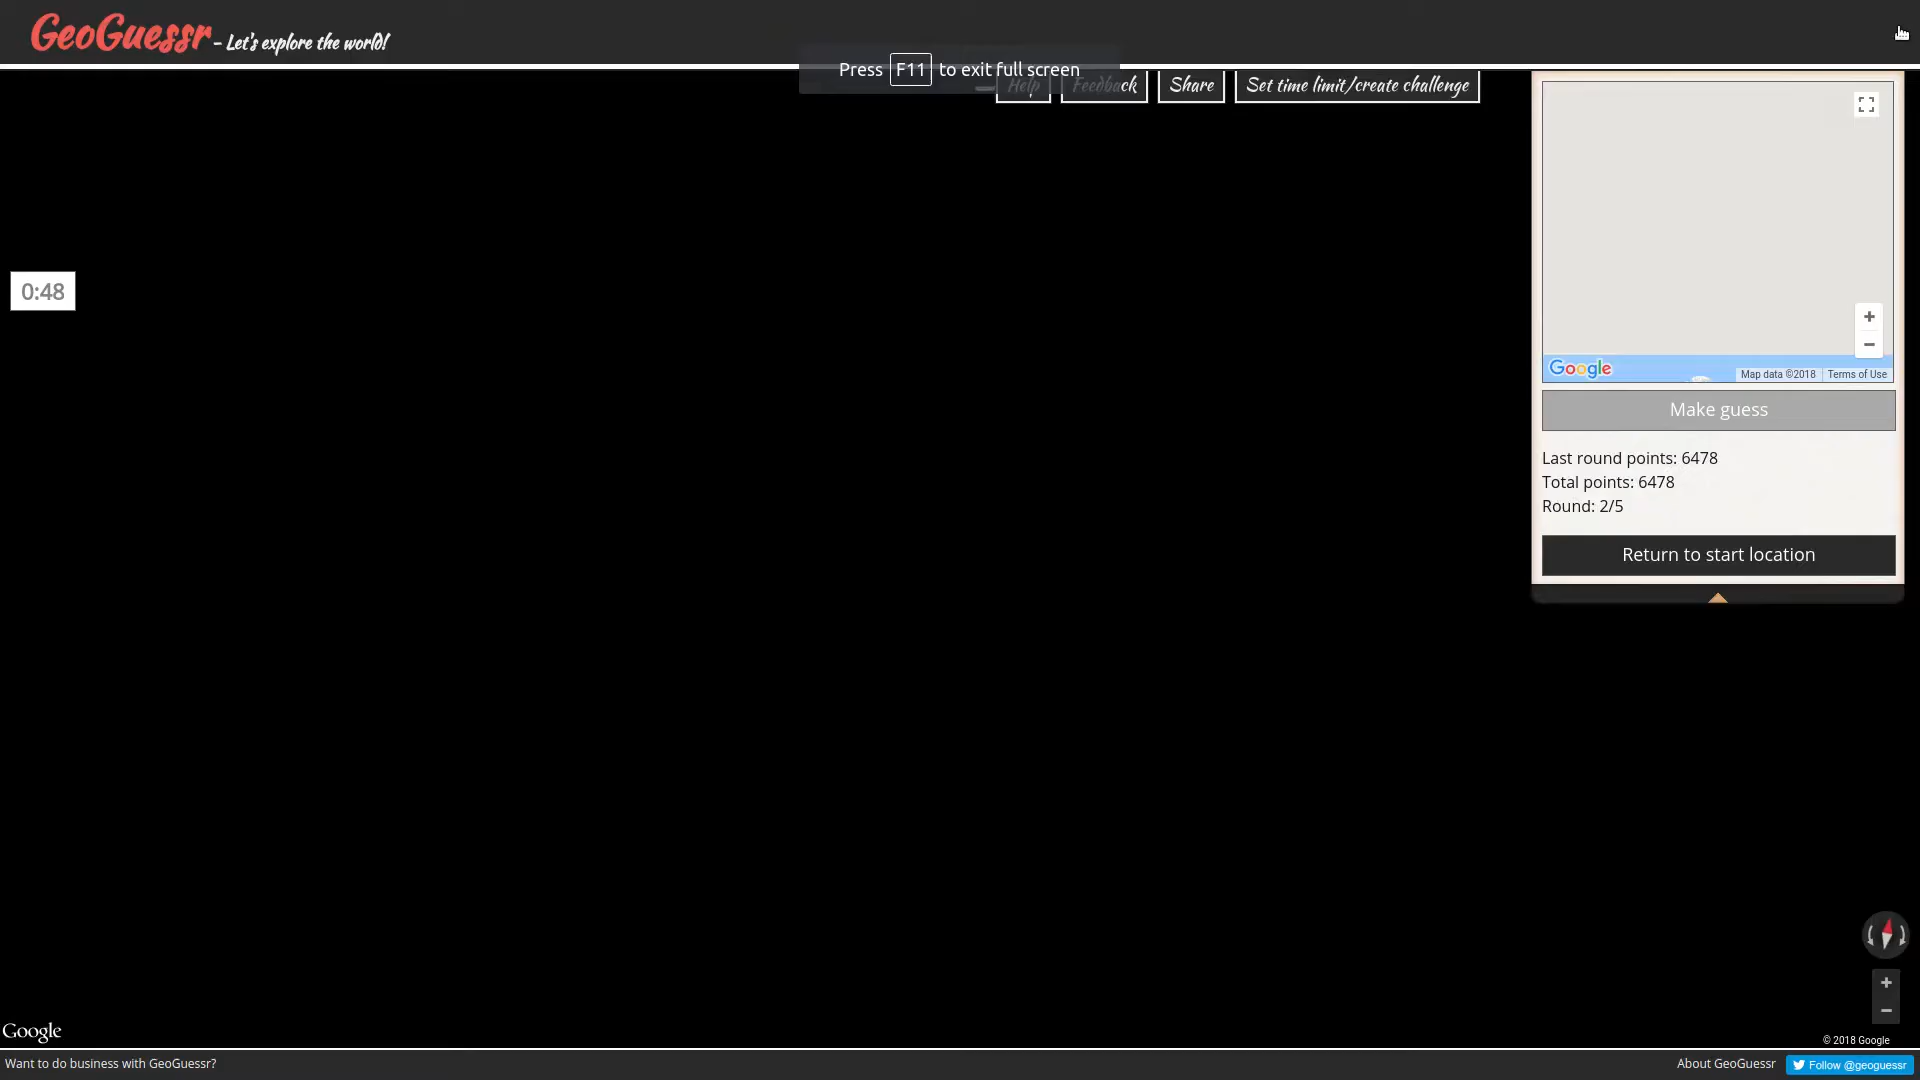 GeoGuessr - Let's explore the world!
Press F11 to exit full screen
Help Feedback Share Set time limit/create challenge
0:48
+
−
Google Map data ©2018 Terms of Use
Make guess
Last round points: 6478
Total points: 6478
Round: 2/5
Return to start location
+
−
Google
© 2018 Google
Want to do business with GeoGuessr? About GeoGuessr Follow @geoguessr